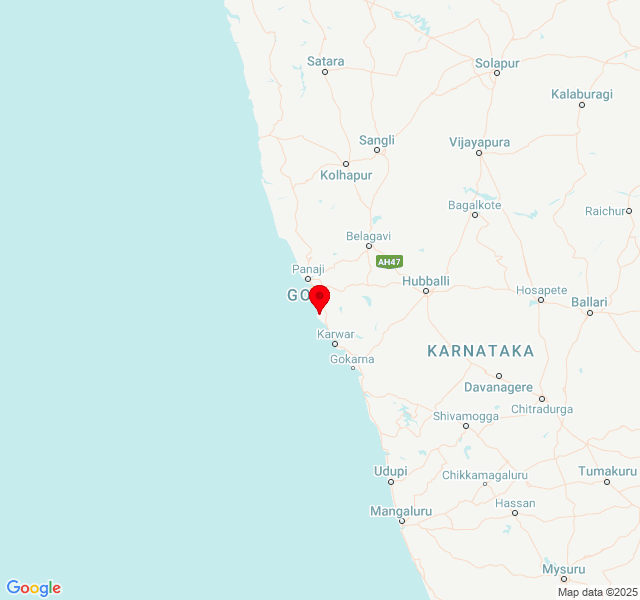 Satara
Solapur
Kalaburagi
Sangli
Vijayapura
Kolhapur
Bagalkote
Raichur
Belagavi
AH47
Panaji
Hubballi
GO
Hosapete
Ballari
Karwar
KARNATAKA
Gokarna
Davanagere
Chitradurga
Shivamogga
Udupi
Chikkamagaluru
Tumakuru
Hassan
Mangaluru
Mysuru
Google
Map data ©2025